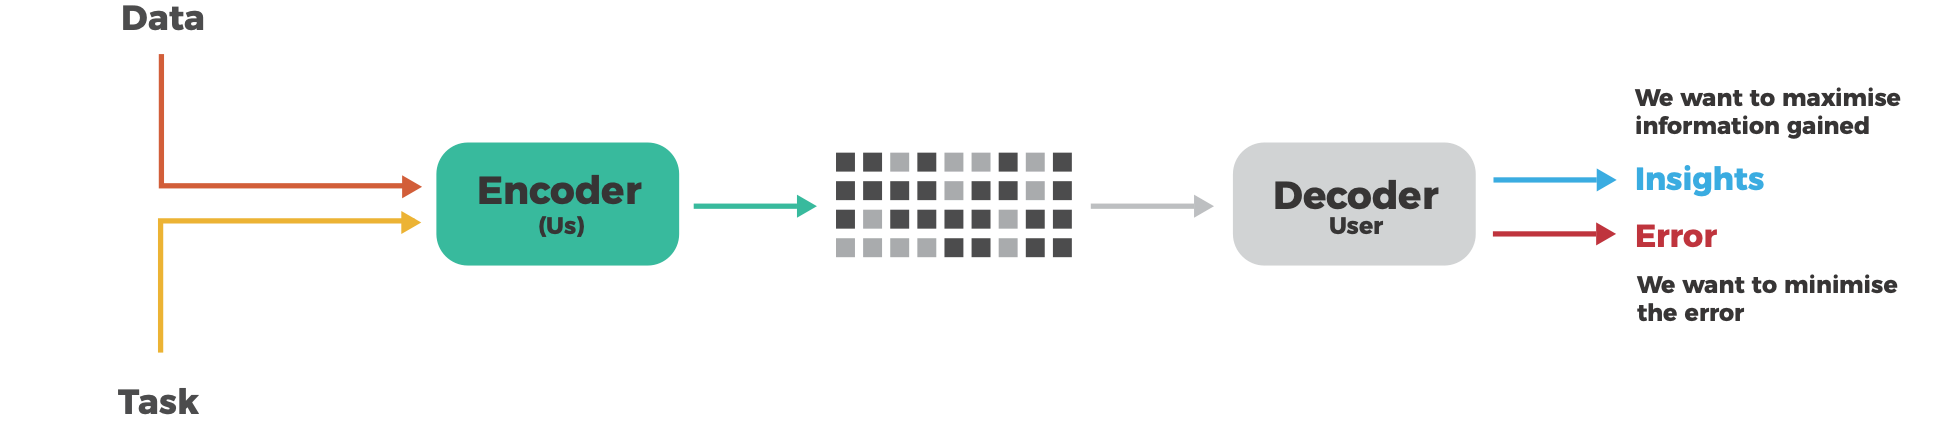 Data
Task
Encoder
(Us)
Decoder
User
We want to maximise
information gained
Insights
Error
We want to minimise
the error